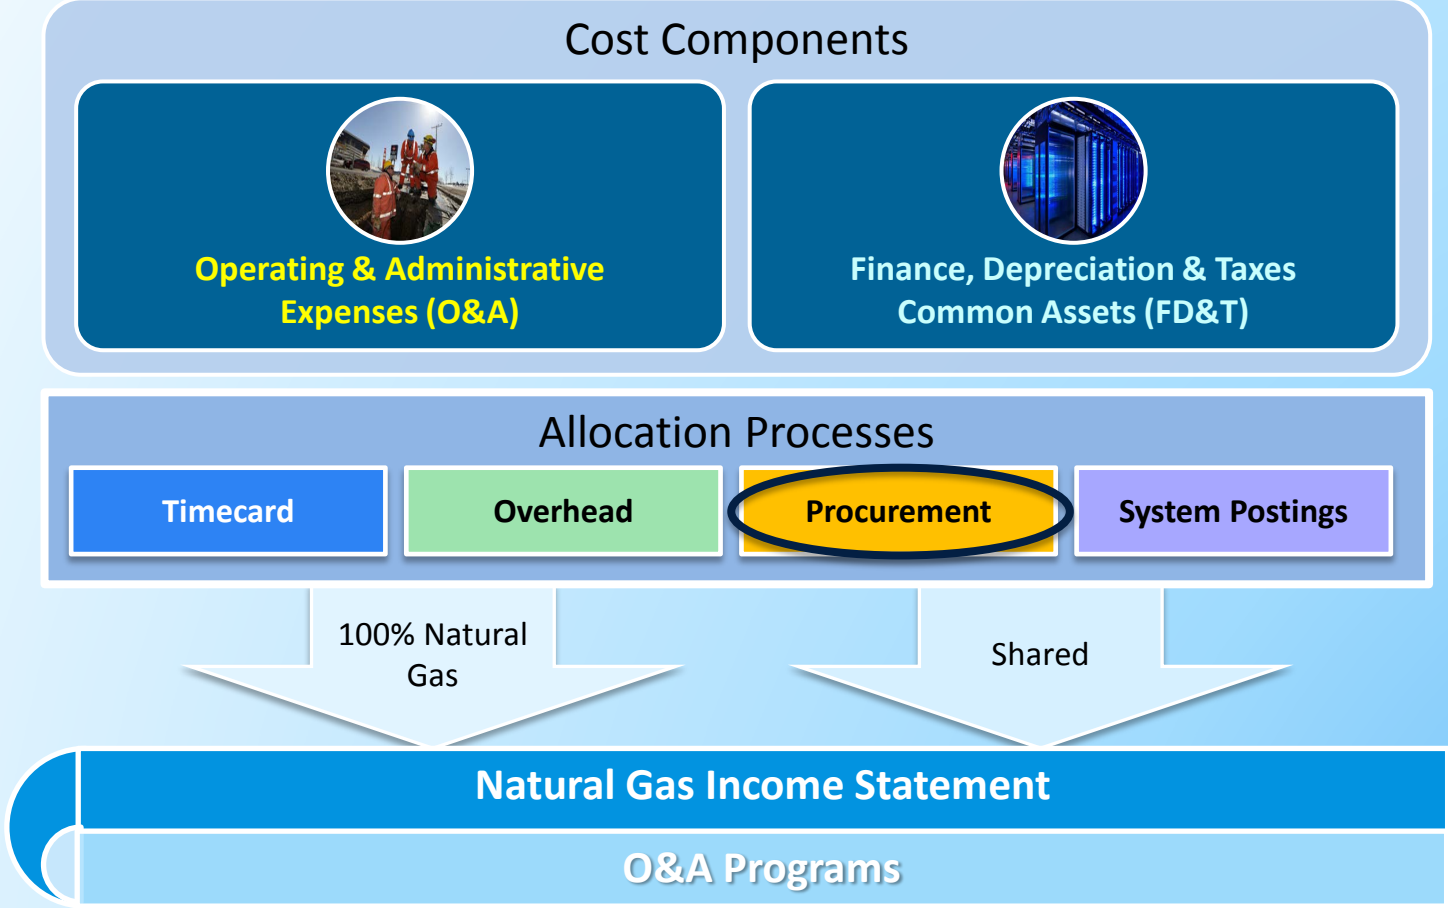 Cost Components
Operating & Administrative
Expenses (O&A)
Finance, Depreciation & Taxes
Common Assets (FD&T)
Allocation Processes
Timecard
Overhead
Procurement
System Postings
100% Natural
Gas
Shared
Natural Gas Income Statement
O&A Programs